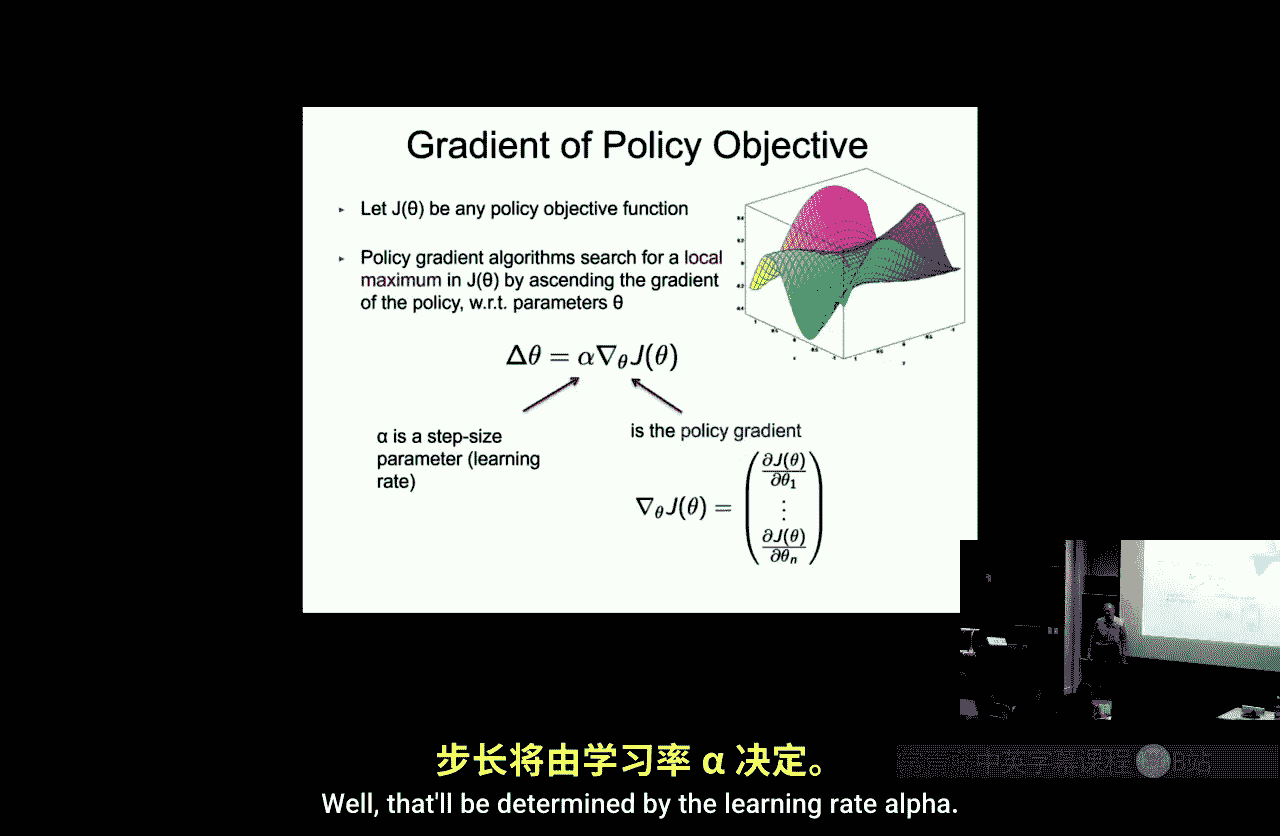 Gradient of Policy Objective
▸ Let J(θ) be any policy objective function
▸ Policy gradient algorithms search for a local
maximum in J(θ) by ascending the gradient
of the policy, w.r.t. parameters θ
Δθ = α∇θJ(θ)
α is a step-size
parameter (learning
rate)
is the policy gradient
∇θJ(θ) = (∂J(θ)/∂θ1 ⋮ ∂J(θ)/∂θn)
步长将由学习率 α 决定。
Well, that'll be determined by the learning rate alpha.